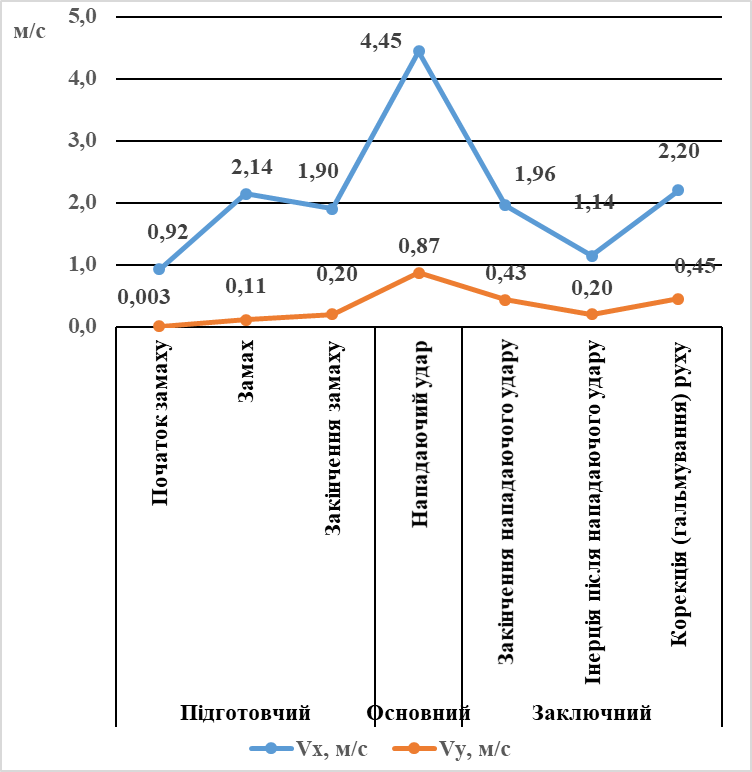 м/с
5,0
4,0
3,0
2,0
1,0
0,0
0,92
2,14
1,90
4,45
1,96
1,14
2,20
0,003
0,11
0,20
0,87
0,43
0,20
0,45
Початок замаху
Замах
Закінчення замаху
Нападаючий удар
Закінчення нападаючого удару
Інерція після нападаючого удару
Корекція (гальмування) руху
Підготовчий
Основний
Заключний
Vx, м/с
Vy, м/с